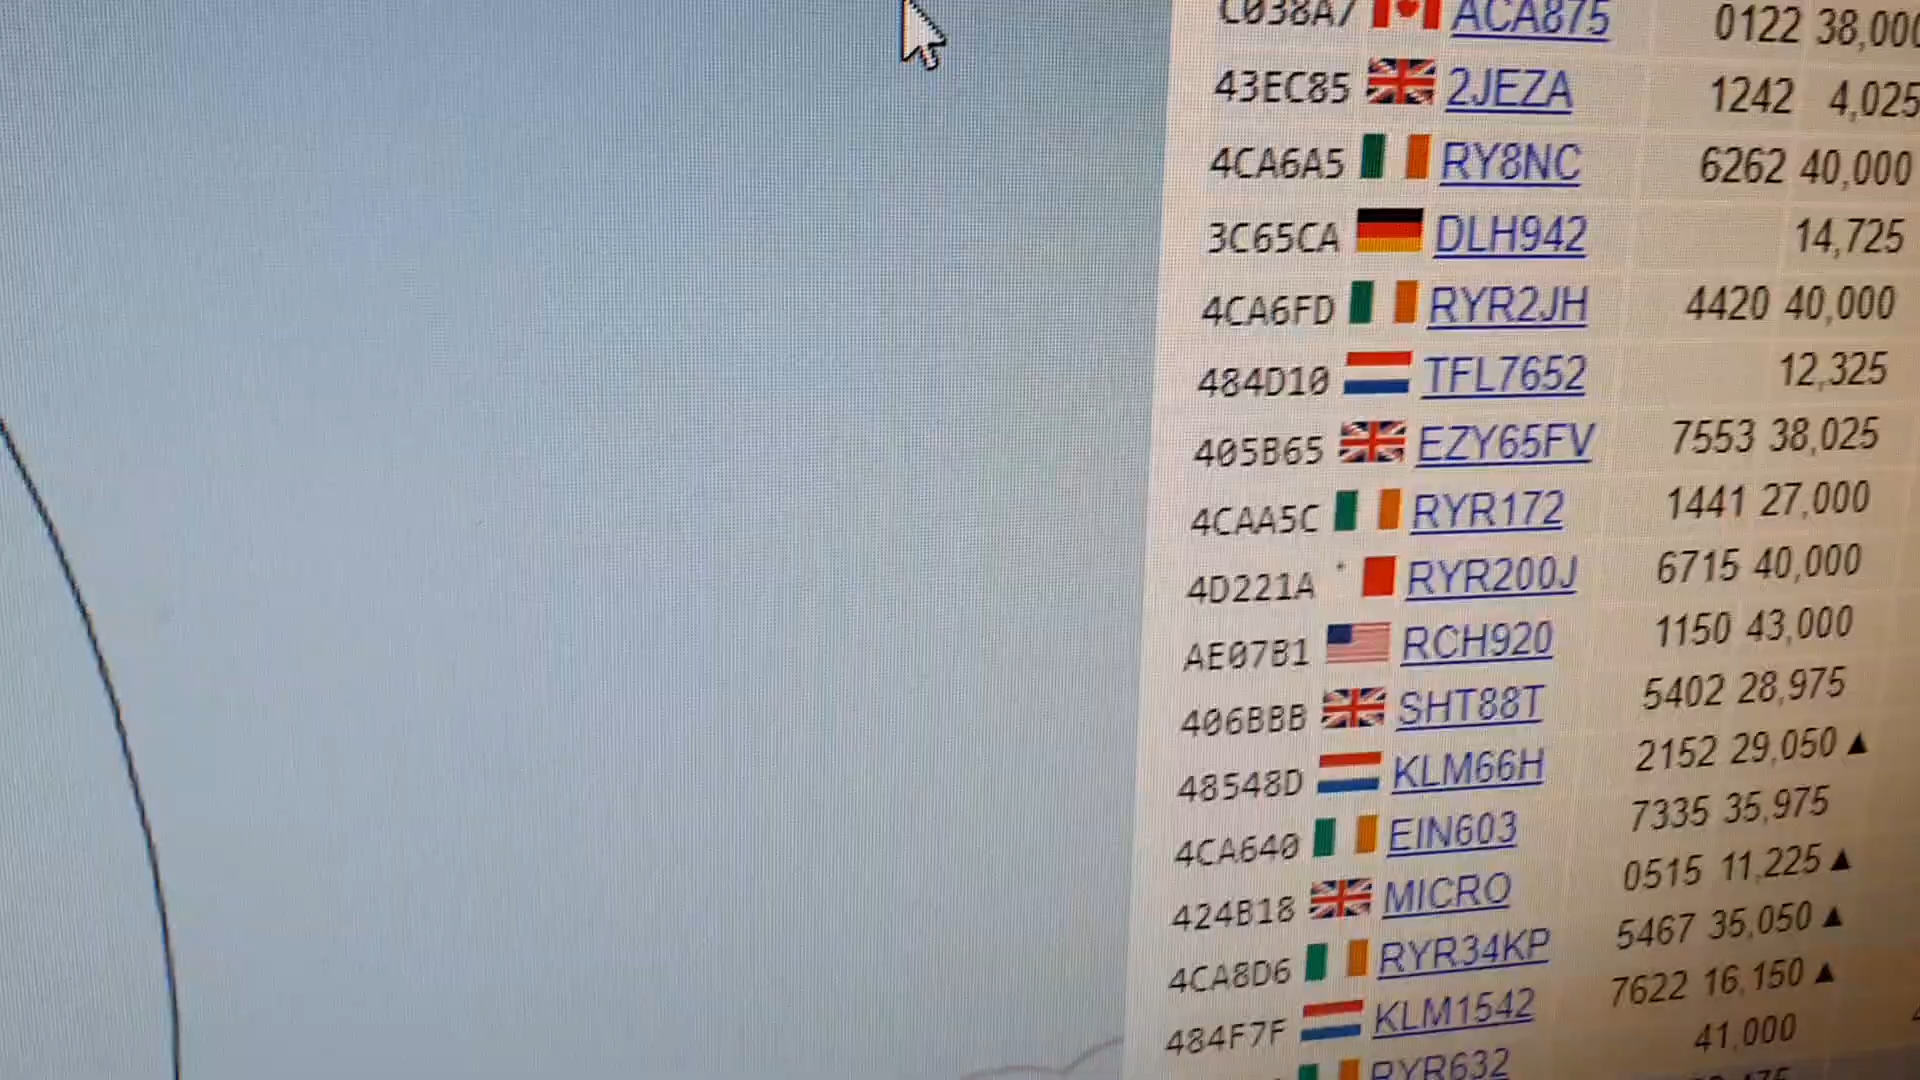 C038A7 ACA875 0122 38,000
43EC85 2JEZA 1242 4,025
4CA6A5 RY8NC 6262 40,000
3C65CA DLH942 14,725
4CA6FD RYR2JH 4420 40,000
484D10 TFL7652 12,325
405B65 EZY65FV 7553 38,025
4CAA5C RYR172 1441 27,000
4D221A RYR200J 6715 40,000
AE07B1 RCH920 1150 43,000
406BBB SHT88T 5402 28,975
48548D KLM66H 2152 29,050 ▲
4CA640 EIN603 7335 35,975
424B18 MICRO 0515 11,225 ▲
4CA8D6 RYR34KP 5467 35,050 ▲
484F7F KLM1542 7622 16,150 ▲
RYR632 41,000